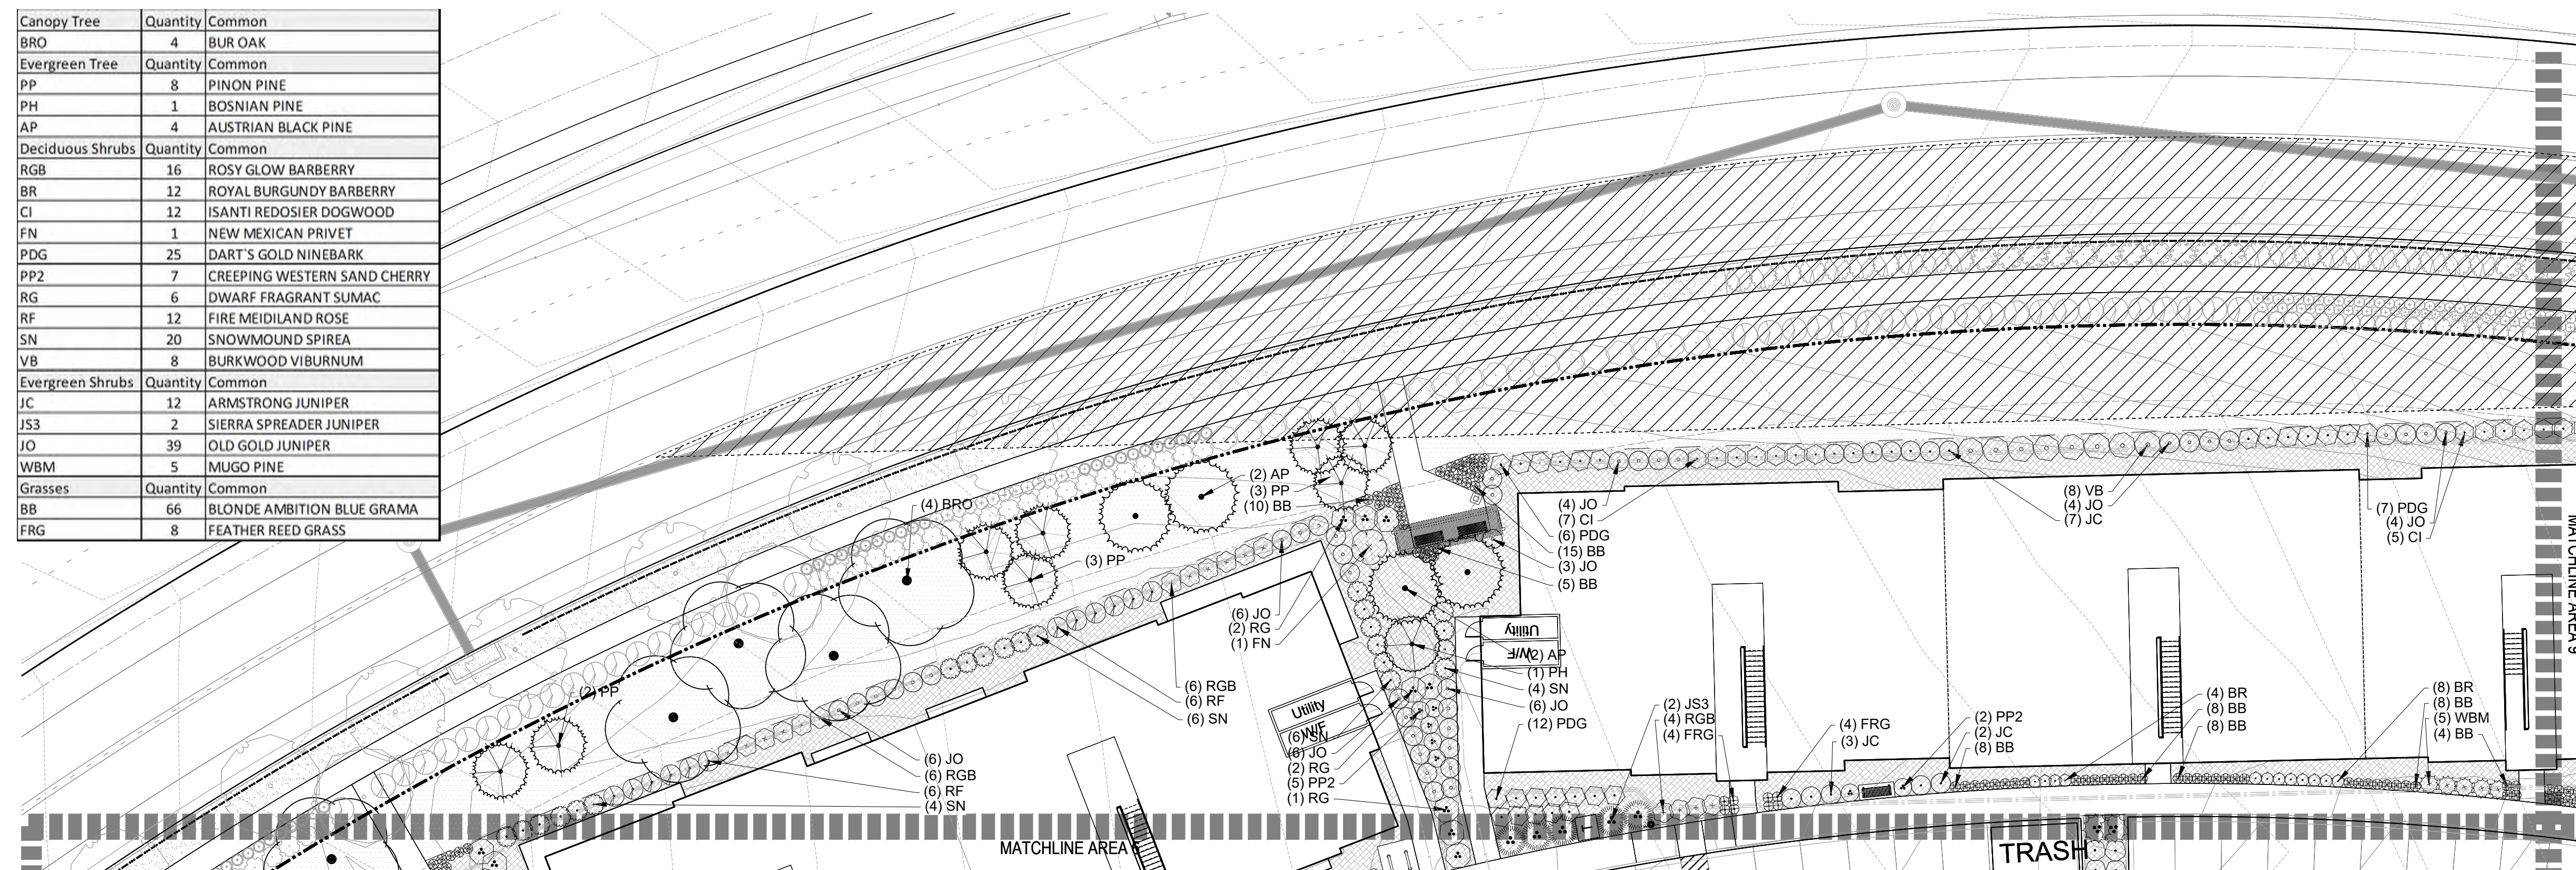 Canopy Tree Quantity Common
BRO 4 BUR OAK
Evergreen Tree Quantity Common
PP 8 PINON PINE
PH 1 BOSNIAN PINE
AP 4 AUSTRIAN BLACK PINE
Deciduous Shrubs Quantity Common
RGB 16 ROSY GLOW BARBERRY
BR 12 ROYAL BURGUNDY BARBERRY
CI 12 ISANTI REDOSIER DOGWOOD
FN 1 NEW MEXICAN PRIVET
PDG 25 DART`S GOLD NINEBARK
PP2 7 CREEPING WESTERN SAND CHERRY
RG 6 DWARF FRAGRANT SUMAC
RF 12 FIRE MEIDILAND ROSE
SN 20 SNOWMOUND SPIREA
VB 8 BURKWOOD VIBURNUM
Evergreen Shrubs Quantity Common
JC 12 ARMSTRONG JUNIPER
JS3 2 SIERRA SPREADER JUNIPER
JO 39 OLD GOLD JUNIPER
WBM 5 MUGO PINE
Grasses Quantity Common
BB 66 BLONDE AMBITION BLUE GRAMA
FRG 8 FEATHER REED GRASS
(4) BRO
(3) PP
(2) PP
(2) AP
(3) PP
(10) BB
(4) JO
(7) CI
(6) PDG
(15) BB
(3) JO
(5) BB
(8) VB
(4) JO
(7) JC
(7) PDG
(4) JO
(5) CI
(6) JO
(2) RG
(1) FN
(6) RGB
(6) RF
(6) SN
(6) JO
(6) RGB
(6) RF
(4) SN
Utility
W/F
Utility
W/F
(2) AP
(1) PH
(4) SN
(6) JO
(12) PDG
(6) SN
(6) JO
(2) RG
(5) PP2
(1) RG
(2) JS3
(4) RGB
(4) FRG
(4) FRG
(3) JC
(2) PP2
(2) JC
(8) BB
(4) BR
(8) BB
(8) BB
(8) BR
(8) BB
(5) WBM
(4) BB
MATCHLINE AREA 9
MATCHLINE AREA
TRASH